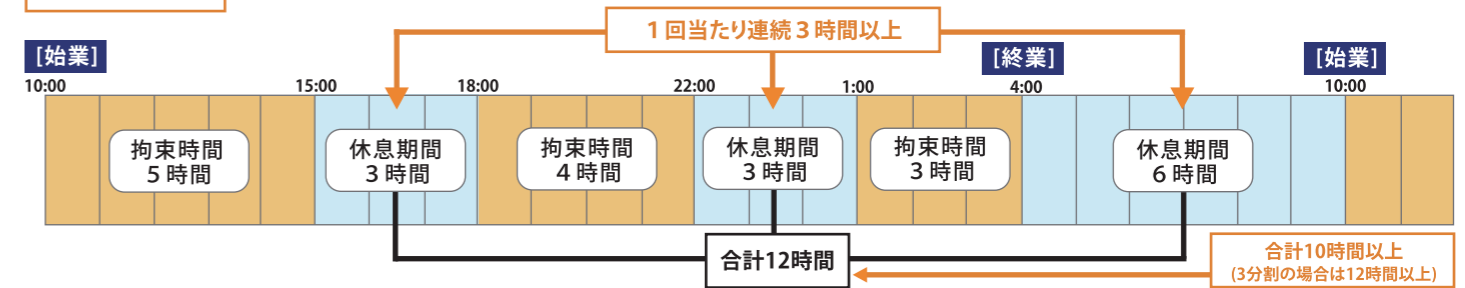 1回当たり連続3時間以上
[始業]
[終業]
[始業]
10:00
15:00
18:00
22:00
1:00
4:00
10:00
拘束時間
5時間
休息期間
3時間
拘束時間
4時間
休息期間
3時間
拘束時間
3時間
休息期間
6時間
合計12時間
合計10時間以上
(3分割の場合は12時間以上)